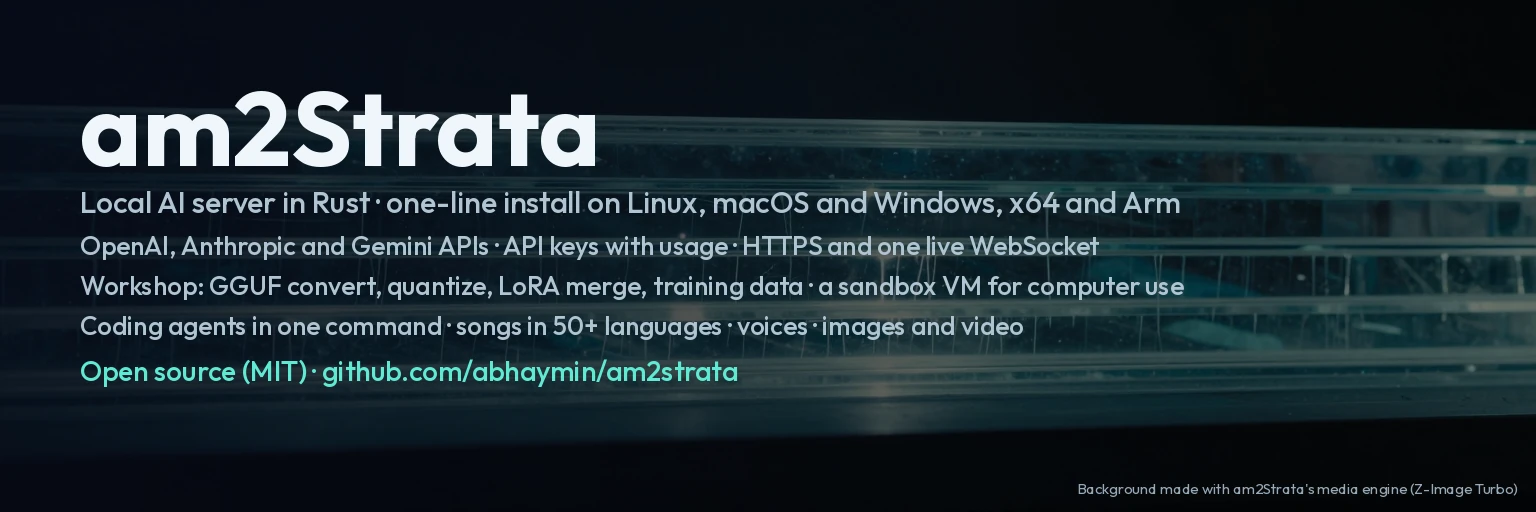 am2Strata
Local AI server in Rust · one-line install on Linux, macOS and Windows, x64 and Arm
OpenAI, Anthropic and Gemini APIs · API keys with usage · HTTPS and one live WebSocket
Workshop: GGUF convert, quantize, LoRA merge, training data · a sandbox VM for computer use
Coding agents in one command · songs in 50+ languages · voices · images and video
Open source (MIT) · github.com/abhaymin/am2strata
Background made with am2Strata's media engine (Z-Image Turbo)